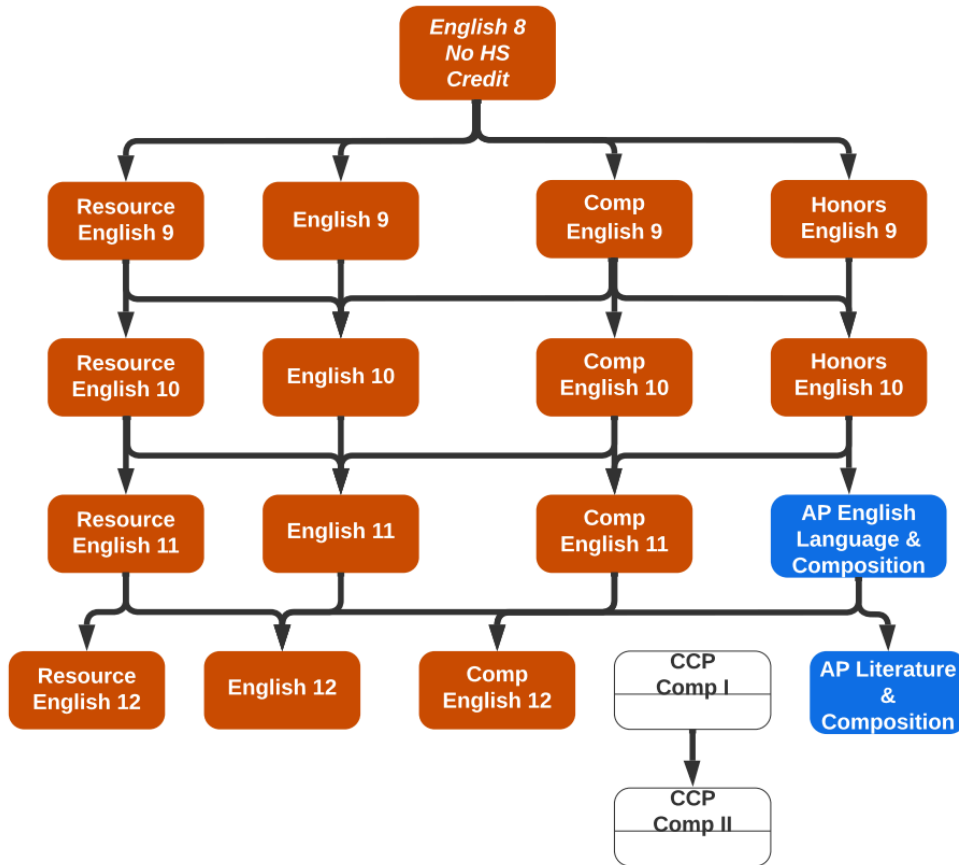 English 8
No HS
Credit
Resource
English 9
English 9
Comp
English 9
Honors
English 9
Resource
English 10
English 10
Comp
English 10
Honors
English 10
Resource
English 11
English 11
Comp
English 11
AP English
Language &
Composition
Resource
English 12
English 12
Comp
English 12
CCP
Comp I
AP Literature
&
Composition
CCP
Comp II